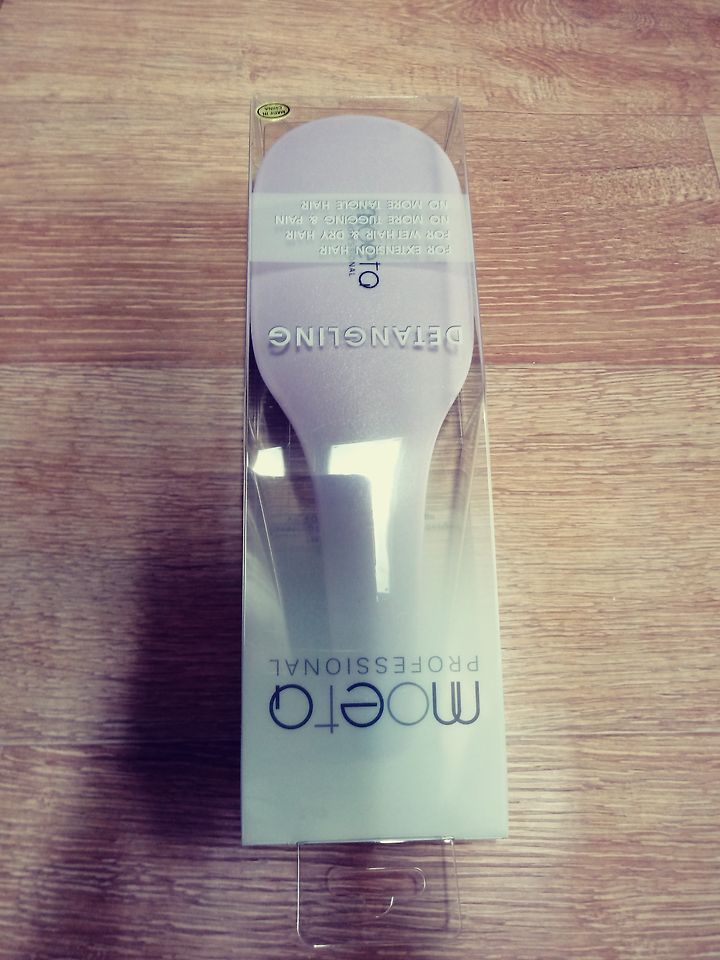 moeta
PROFESSIONAL
DETANGLING
FOR EXTENSION HAIR
FOR WET HAIR & DRY HAIR
NO MORE TUGGING & PAIN
NO MORE TANGLE HAIR
MADE IN
CHINA